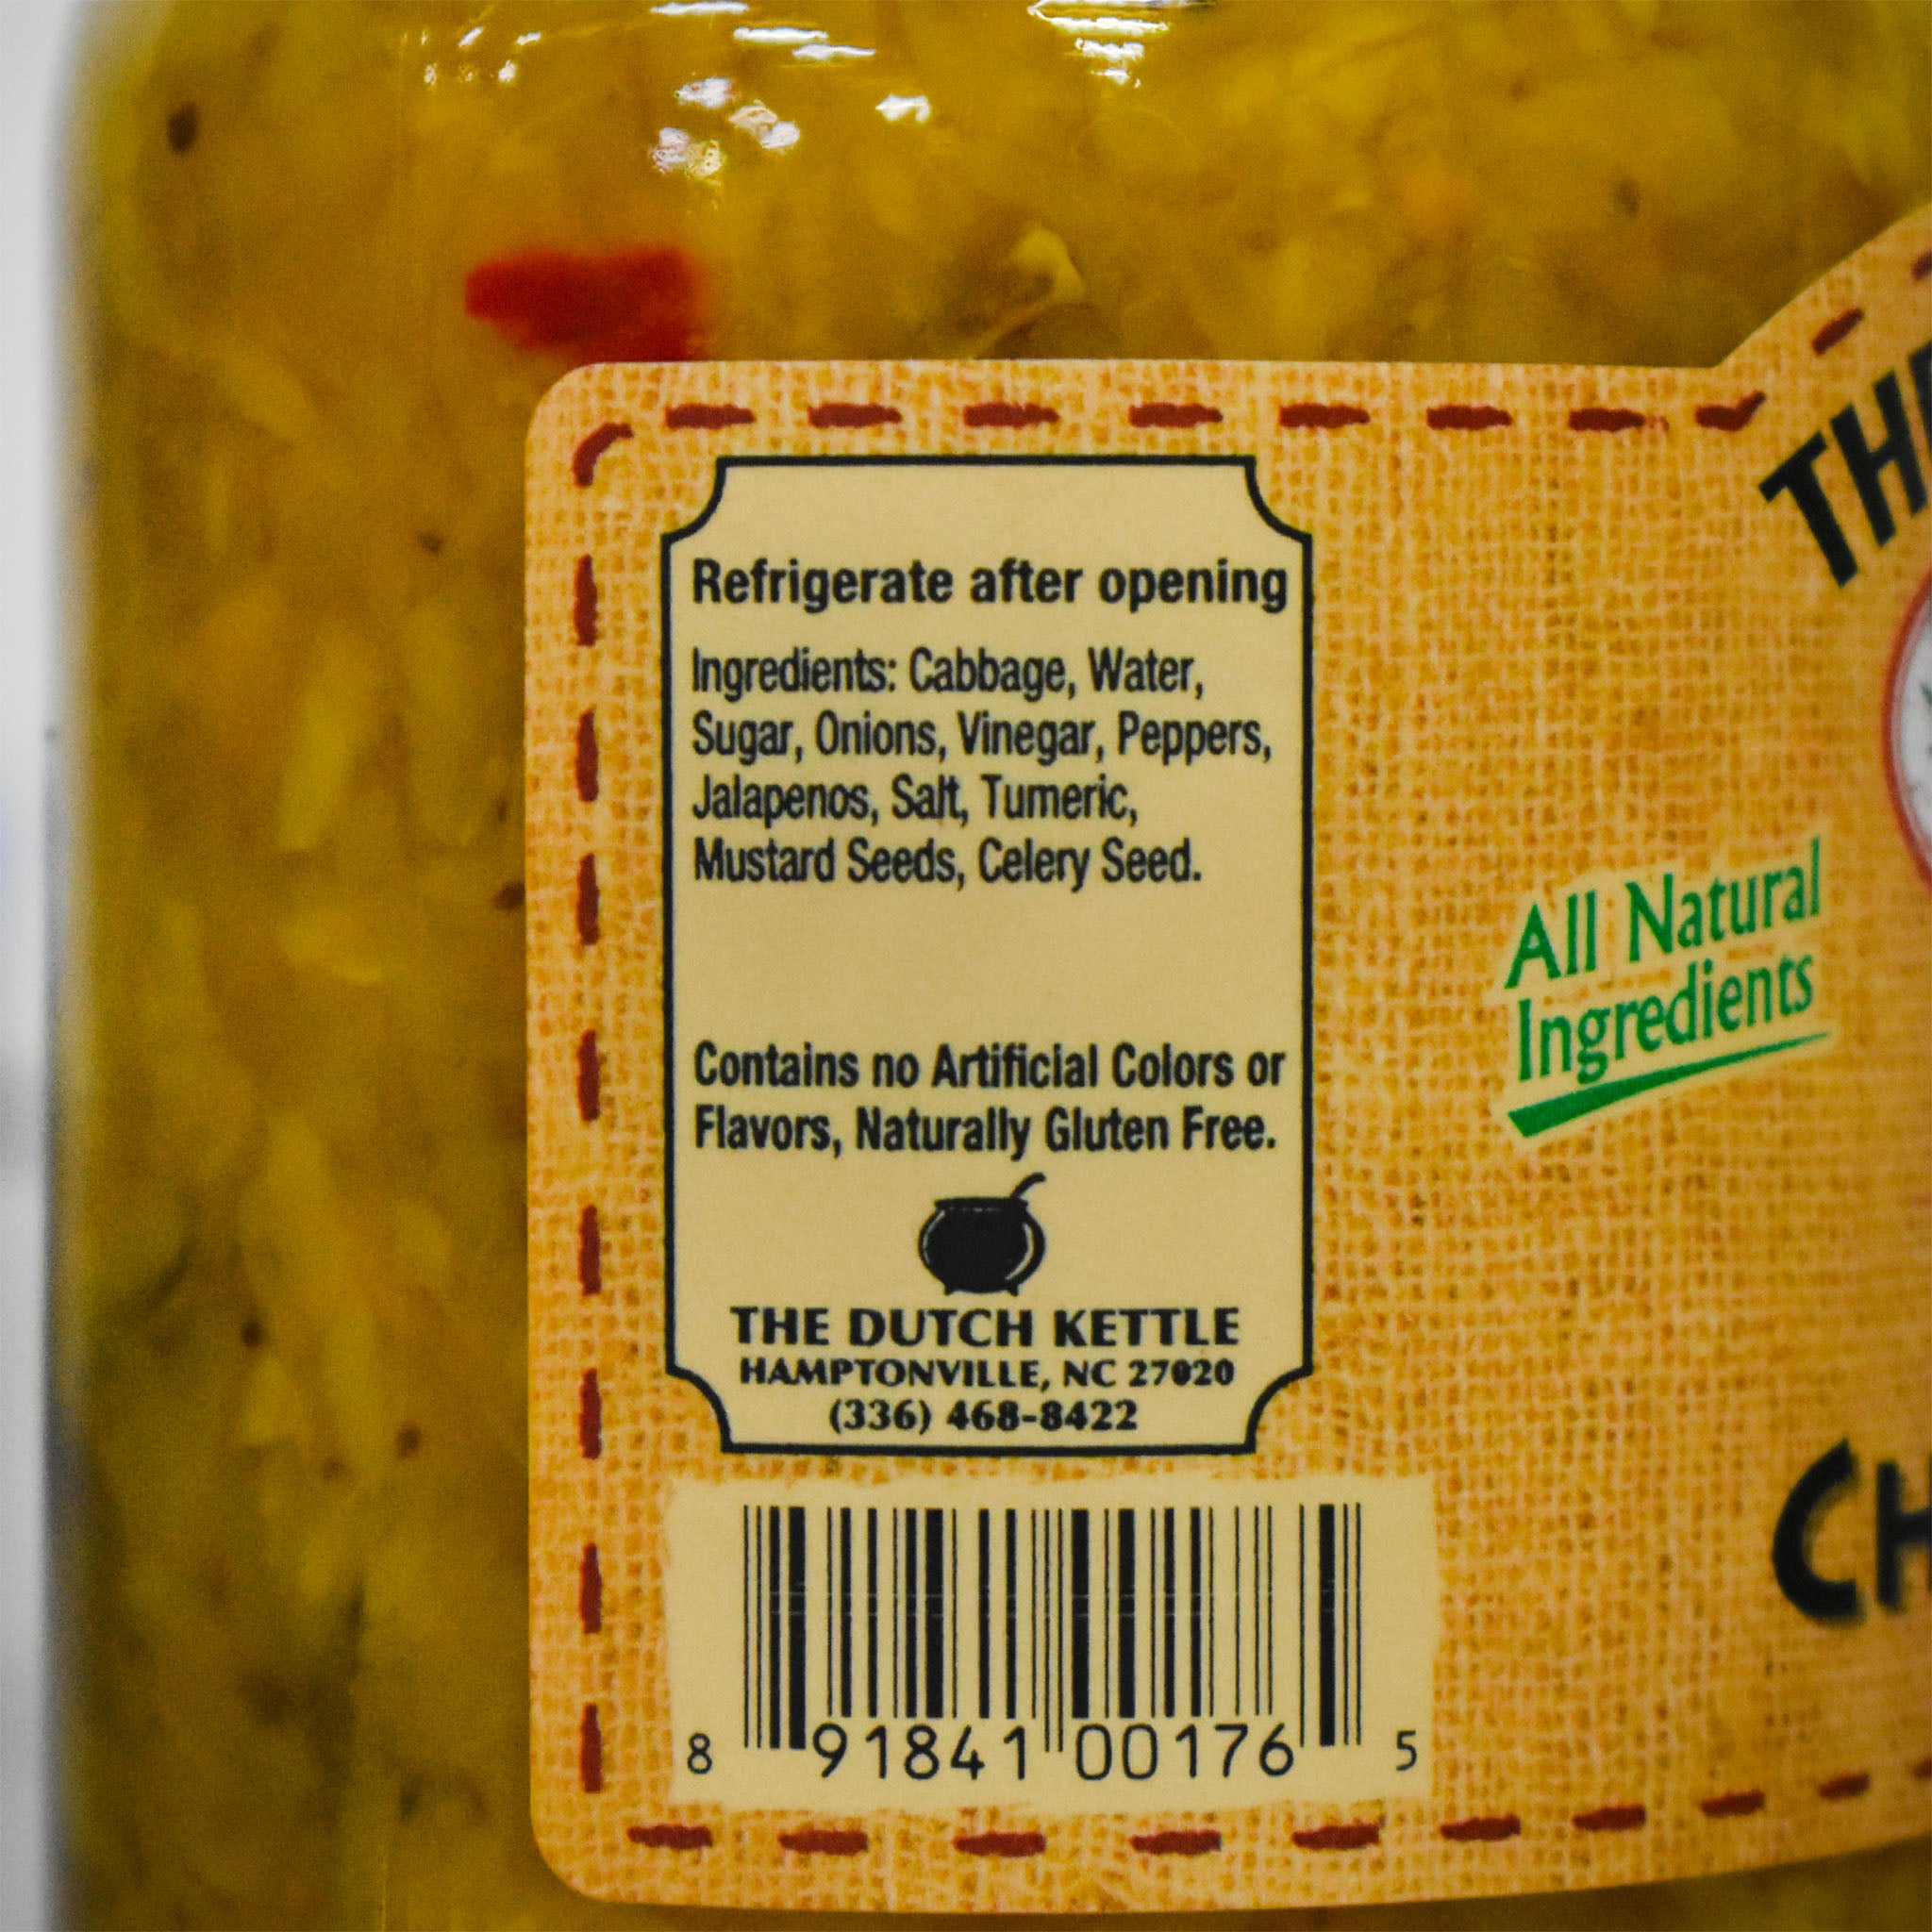 Refrigerate after opening
Ingredients: Cabbage, Water,
Sugar, Onions, Vinegar, Peppers,
Jalapenos, Salt, Tumeric,
Mustard Seeds, Celery Seed.
Contains no Artificial Colors or
Flavors, Naturally Gluten Free.
THE DUTCH KETTLE
HAMPTONVILLE, NC 27020
(336) 468-8422
8 91841 00176 5
All Natural
Ingredients